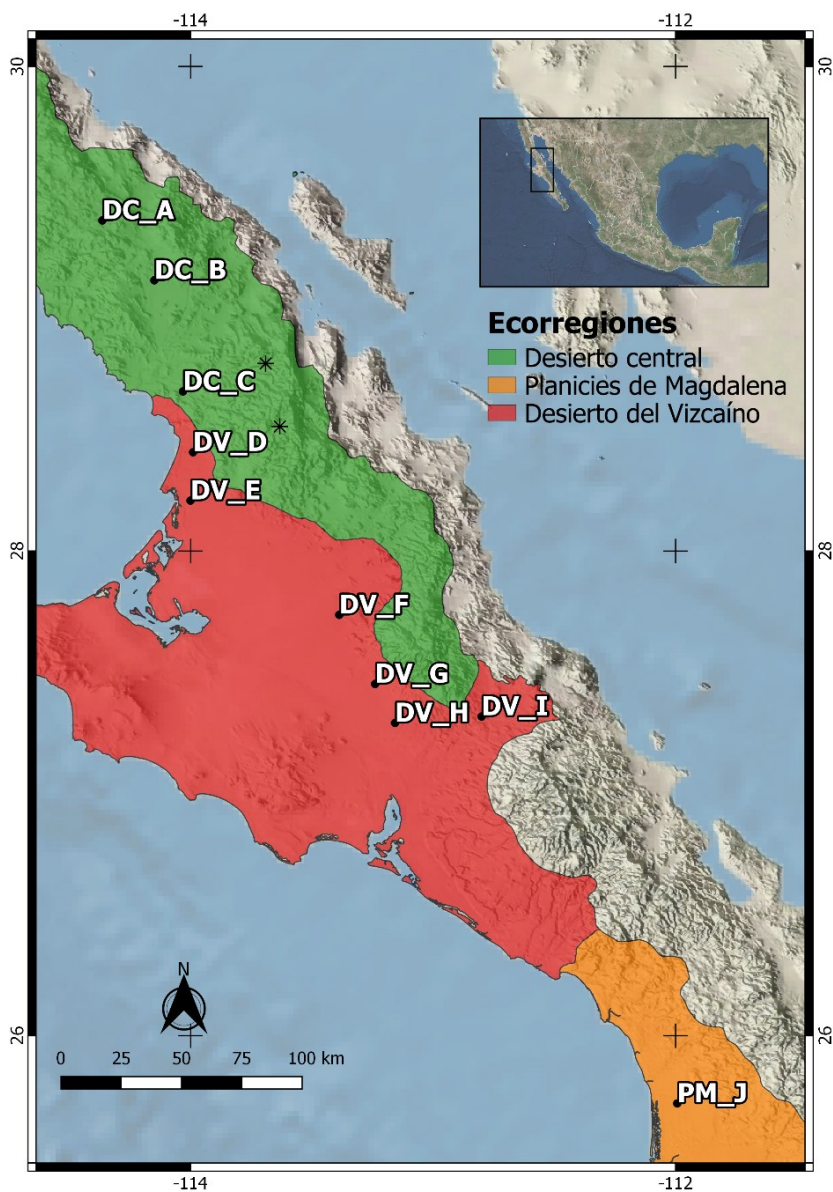 -114
-112
30
30
DC_A
DC_B
Ecorregiones
Desierto central
Planicies de Magdalena
Desierto del Vizcaíno
DC_C
DV_D
DV_E
28
28
DV_F
DV_G
DV_H
DV_I
N
26
26
0 25 50 75 100 km
PM_J
-114
-112